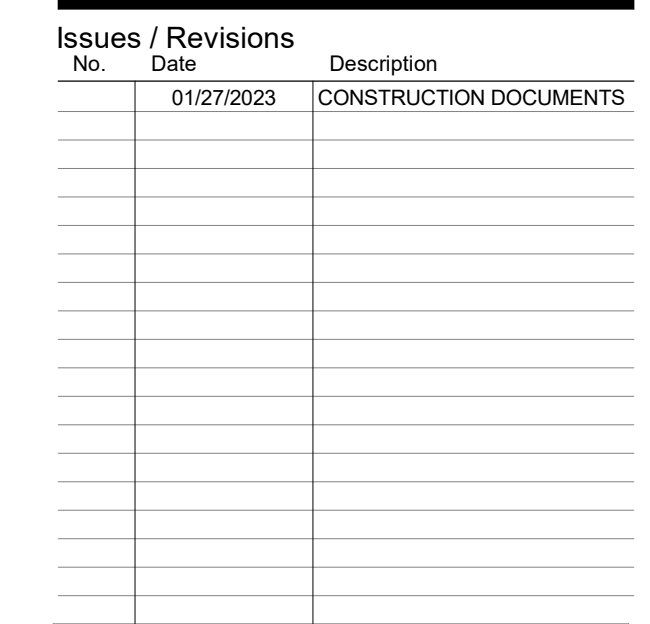 Issues / Revisions
No. Date Description
01/27/2023 CONSTRUCTION DOCUMENTS